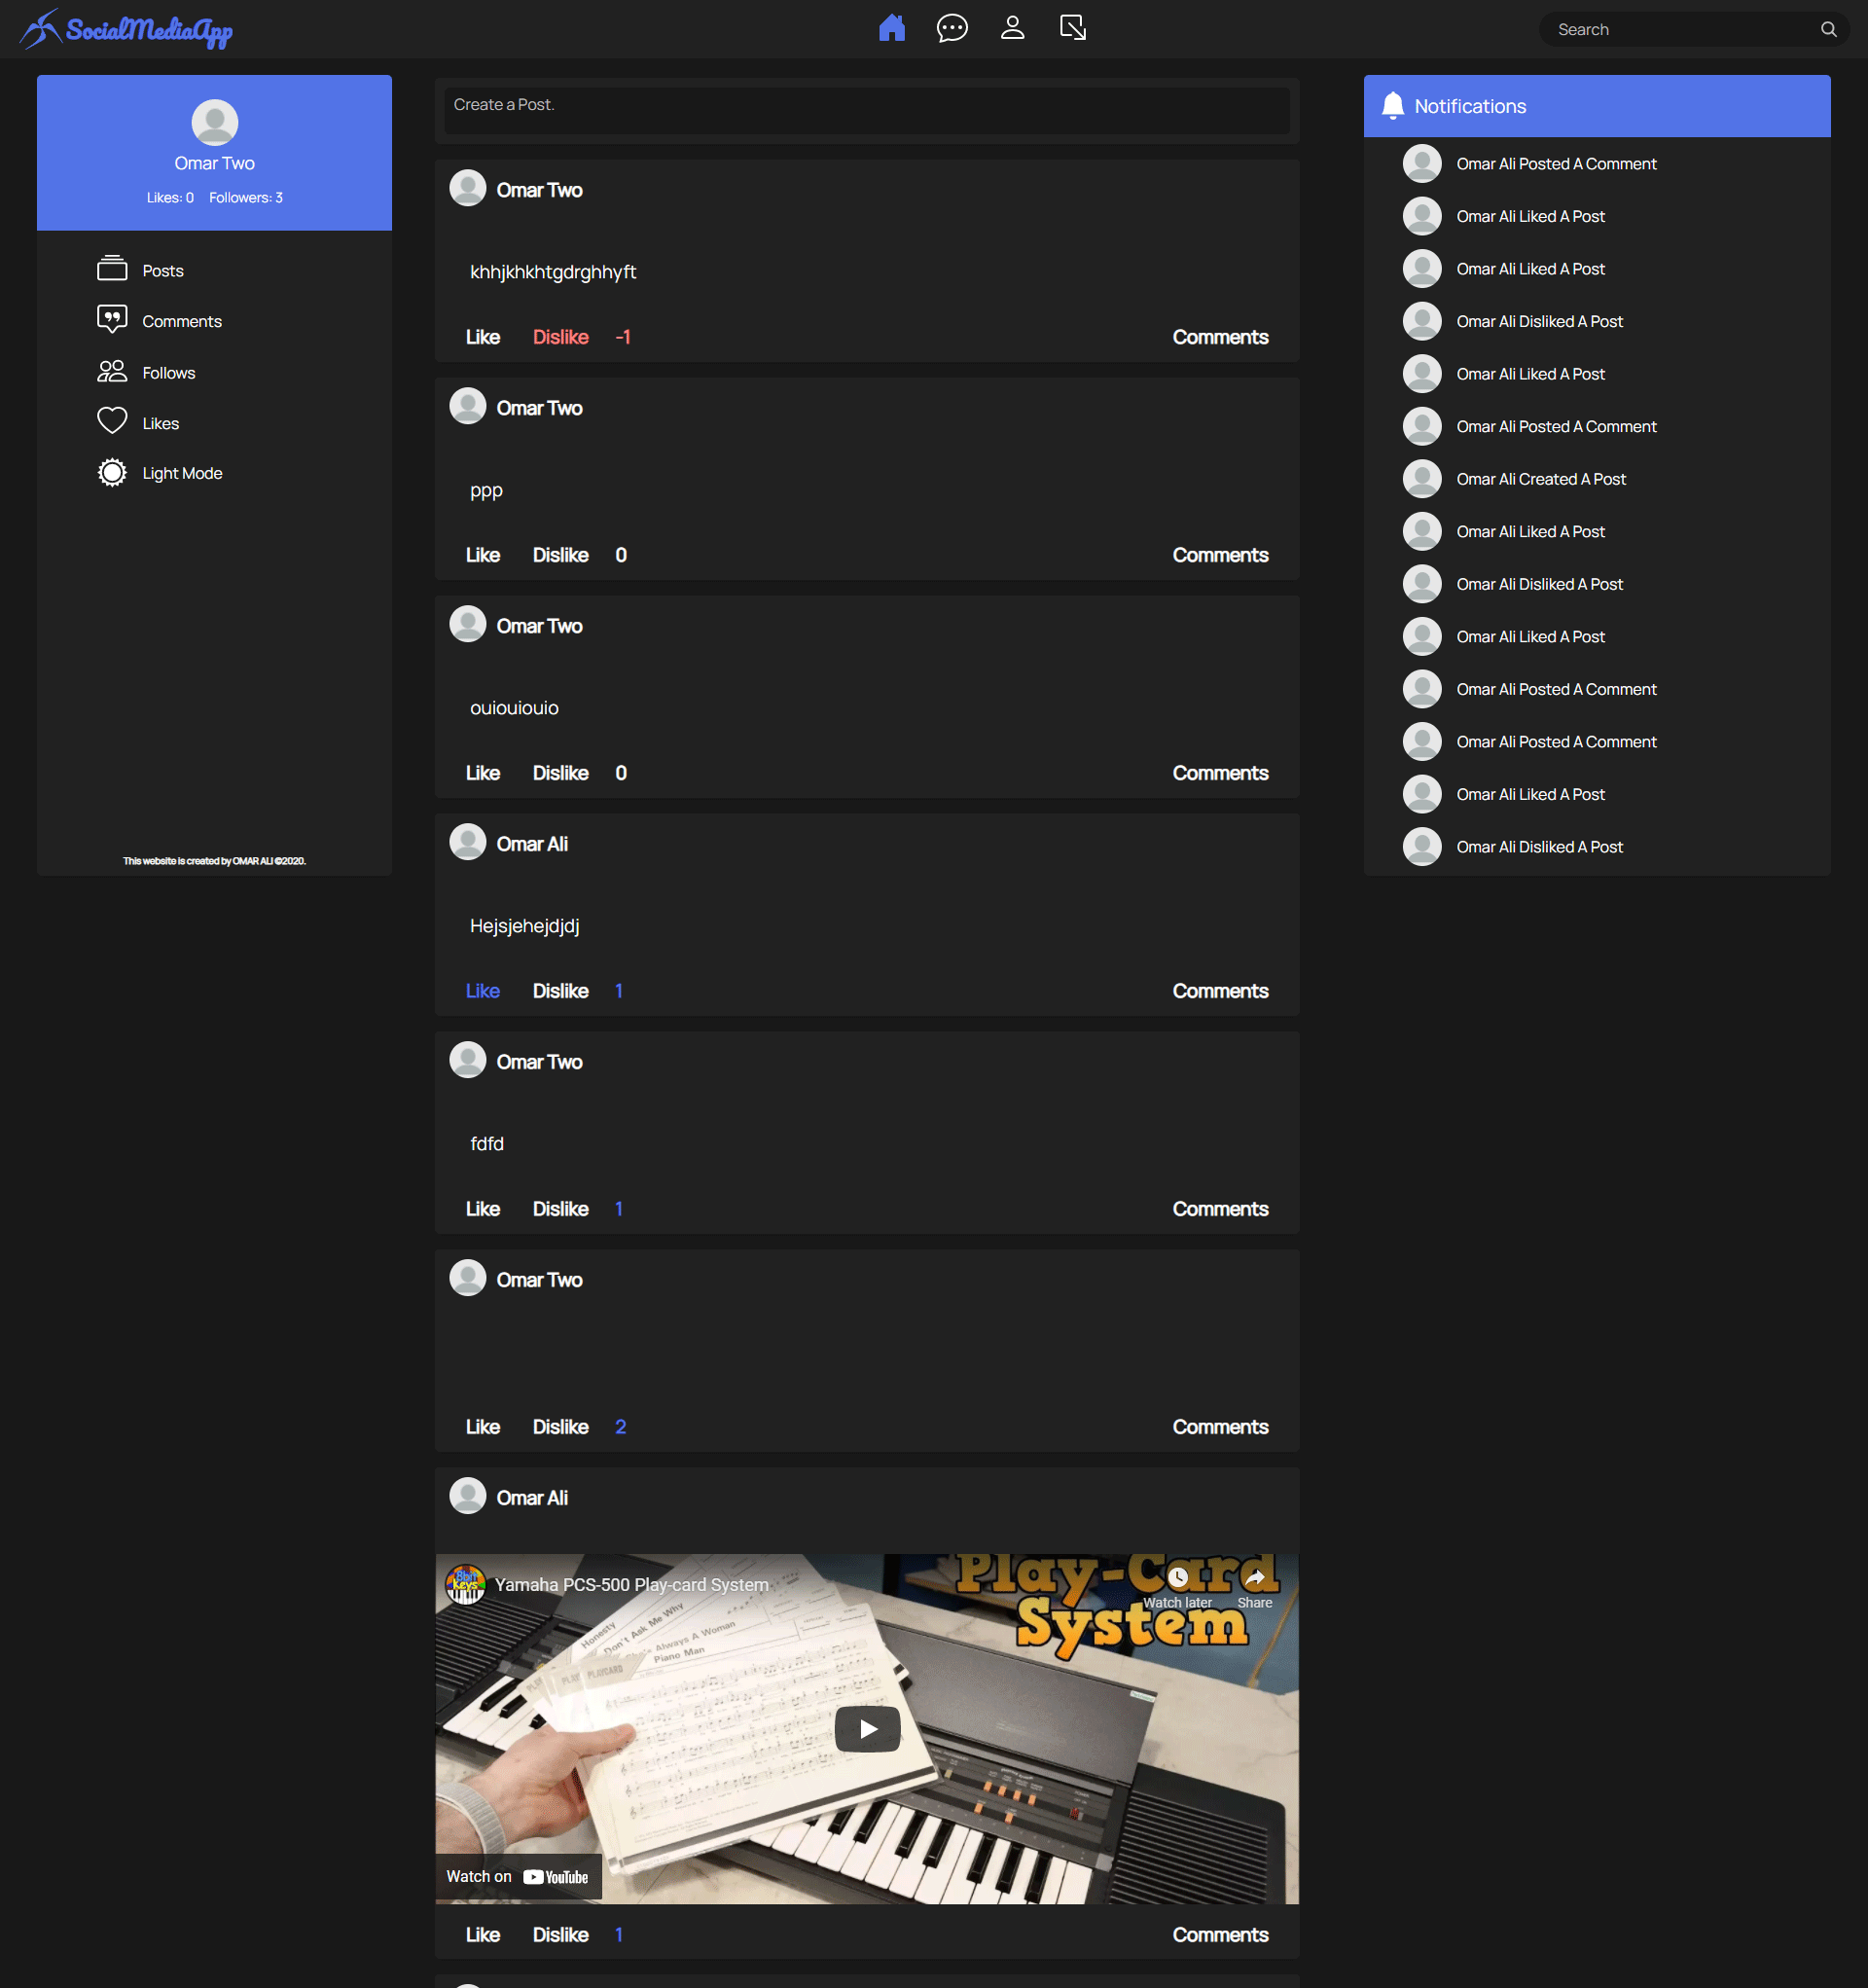 SocialMediaApp
Search
Omar Two
Likes: 0 Followers: 3
Posts
Comments
Follows
Likes
Light Mode
This website is created by OMAR ALI ©2020.
Create a Post.
Omar Two
khhjkhkhtgdrghhyft
Like Dislike -1 Comments
Omar Two
ppp
Like Dislike 0 Comments
Omar Two
ouiouiouio
Like Dislike 0 Comments
Omar Ali
Hejsjehejdjdj
Like Dislike 1 Comments
Omar Two
fdfd
Like Dislike 1 Comments
Omar Two
Like Dislike 2 Comments
Omar Ali
8bit Keys
Yamaha PCS-500 Play-card System
Play-Card
System
Watch later Share
Honesty
Don't Ask Me Why
Always A Woman
Piano Man
PLAYCARD
Watch on YouTube
Like Dislike 1 Comments
Notifications
Omar Ali Posted A Comment
Omar Ali Liked A Post
Omar Ali Liked A Post
Omar Ali Disliked A Post
Omar Ali Liked A Post
Omar Ali Posted A Comment
Omar Ali Created A Post
Omar Ali Liked A Post
Omar Ali Disliked A Post
Omar Ali Liked A Post
Omar Ali Posted A Comment
Omar Ali Posted A Comment
Omar Ali Liked A Post
Omar Ali Disliked A Post